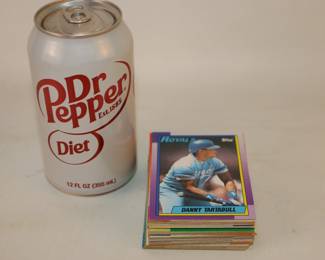 Dr
Pepper
Est. 1885
Diet
12 FL OZ (355 mL)
ROYALS
Topps
DANNY TARTABULL